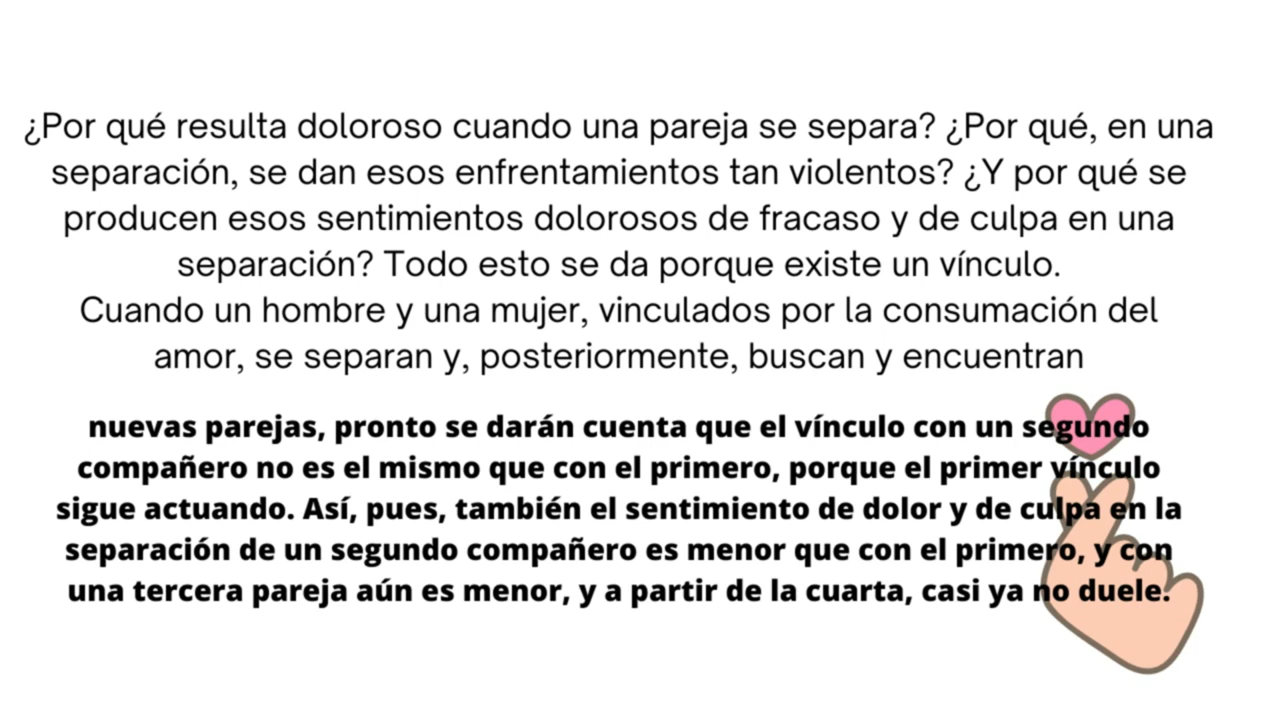 ¿Por qué resulta doloroso cuando una pareja se separa? ¿Por qué, en una
separación, se dan esos enfrentamientos tan violentos? ¿Y por qué se
producen esos sentimientos dolorosos de fracaso y de culpa en una
separación? Todo esto se da porque existe un vínculo.
Cuando un hombre y una mujer, vinculados por la consumación del
amor, se separan y, posteriormente, buscan y encuentran
nuevas parejas, pronto se darán cuenta que el vínculo con un segundo
compañero no es el mismo que con el primero, porque el primer vínculo
sigue actuando. Así, pues, también el sentimiento de dolor y de culpa en la
separación de un segundo compañero es menor que con el primero, y con
una tercera pareja aún es menor, y a partir de la cuarta, casi ya no duele.